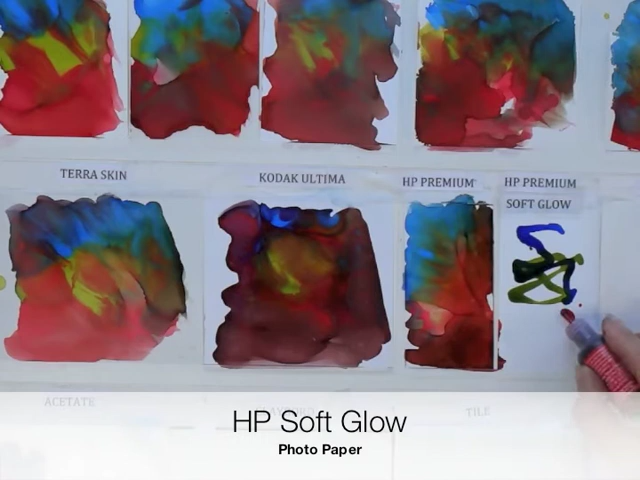 TERRA SKIN
KODAK ULTIMA
HP PREMIUM
HP PREMIUM
SOFT GLOW
ACETATE
TILE
HP Soft Glow
Photo Paper